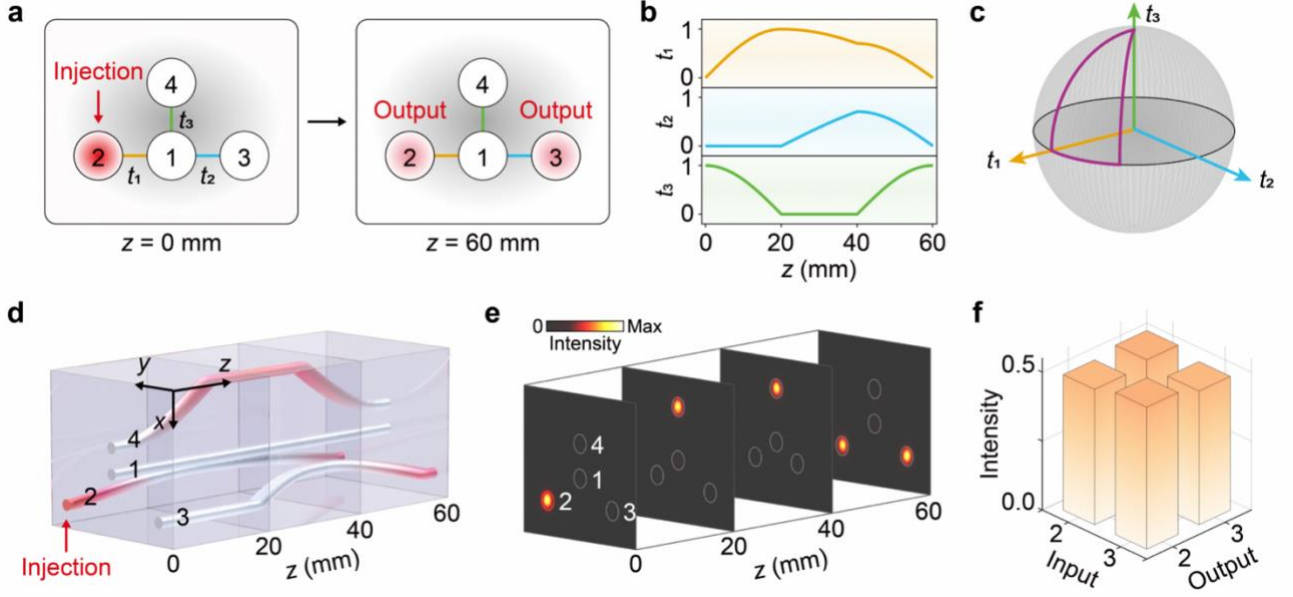 a
Injection
4
t3
2
1
3
t1
t2
z = 0 mm
4
Output
Output
2
1
3
z = 60 mm
b
1
t1
0
1
t2
0
1
t3
0
0
20
40
60
z (mm)
c
t3
t1
t2
d
y
z
x
4
1
2
3
Injection
0
20
40
60
z (mm)
e
0
Max
Intensity
4
1
2
3
0
20
40
60
z (mm)
f
0.5
Intensity
0.0
2
3
Input
2
3
Output